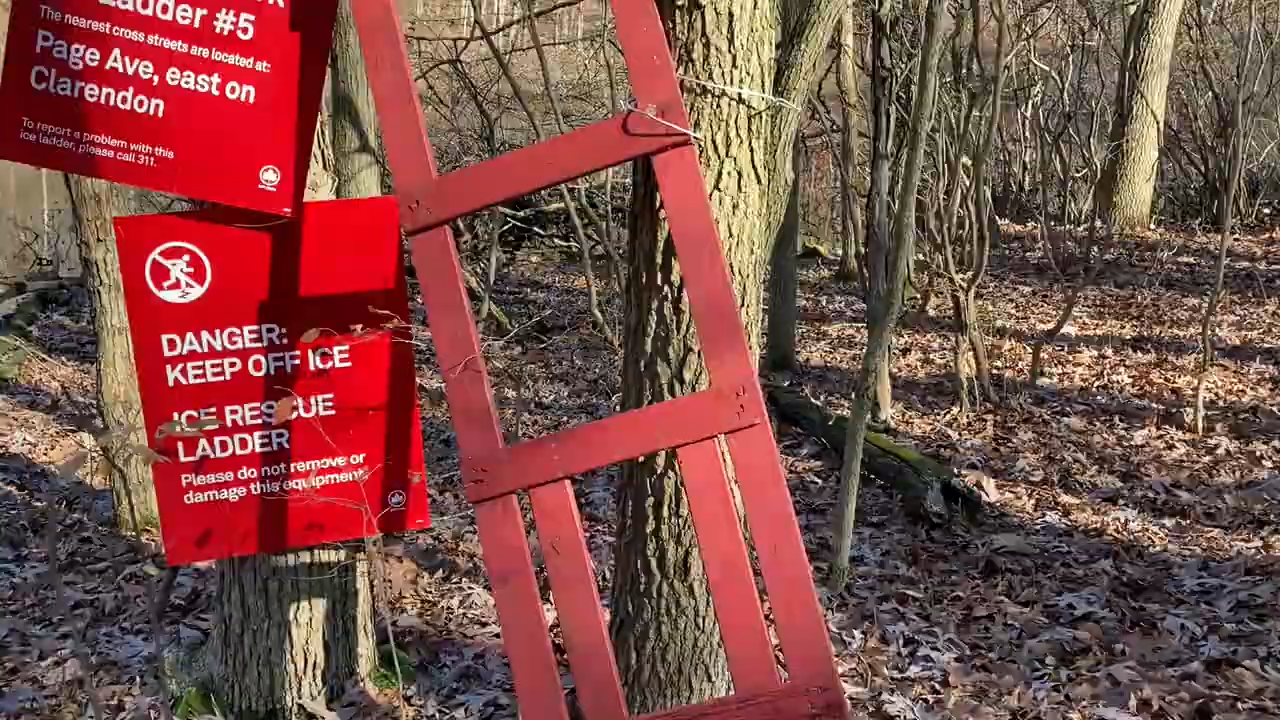 Ladder #5
The nearest cross streets are located at:
Page Ave, east on
Clarendon
To report a problem with this
ice ladder, please call 311.
DANGER:
KEEP OFF ICE
ICE RESCUE
LADDER
Please do not remove or
damage this equipment.